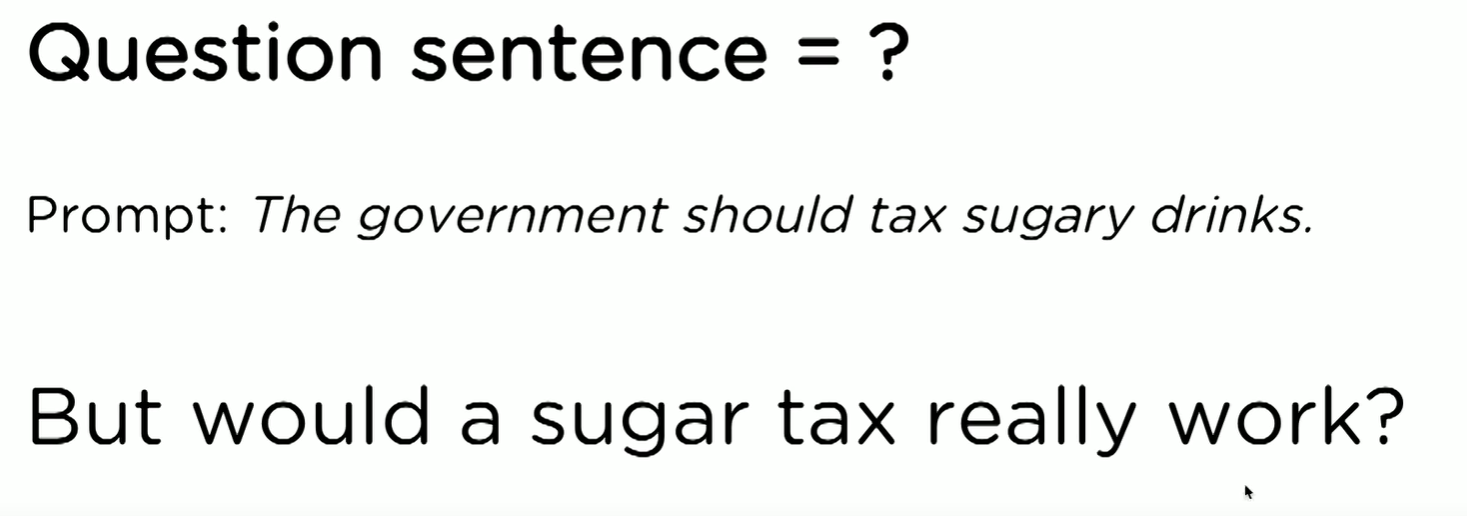 Question sentence = ?
Prompt: The government should tax sugary drinks.
But would a sugar tax really work?